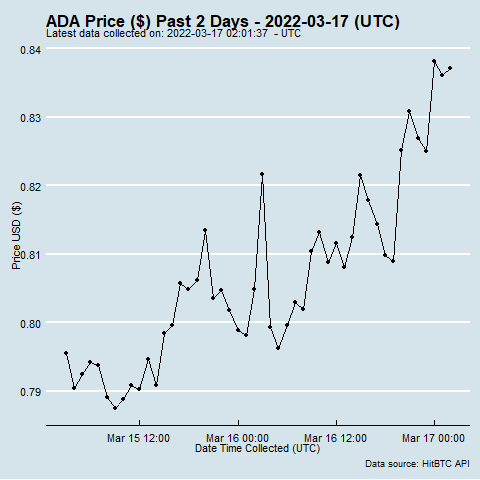 ADA Price ($) Past 2 Days - 2022-03-17 (UTC)
Latest data collected on: 2022-03-17 02:01:37 - UTC
0.84
0.83
0.82
0.81
0.80
0.79
Price USD ($)
Mar 15 12:00 Mar 16 00:00 Mar 16 12:00 Mar 17 00:00
Date Time Collected (UTC)
Data source: HitBTC API